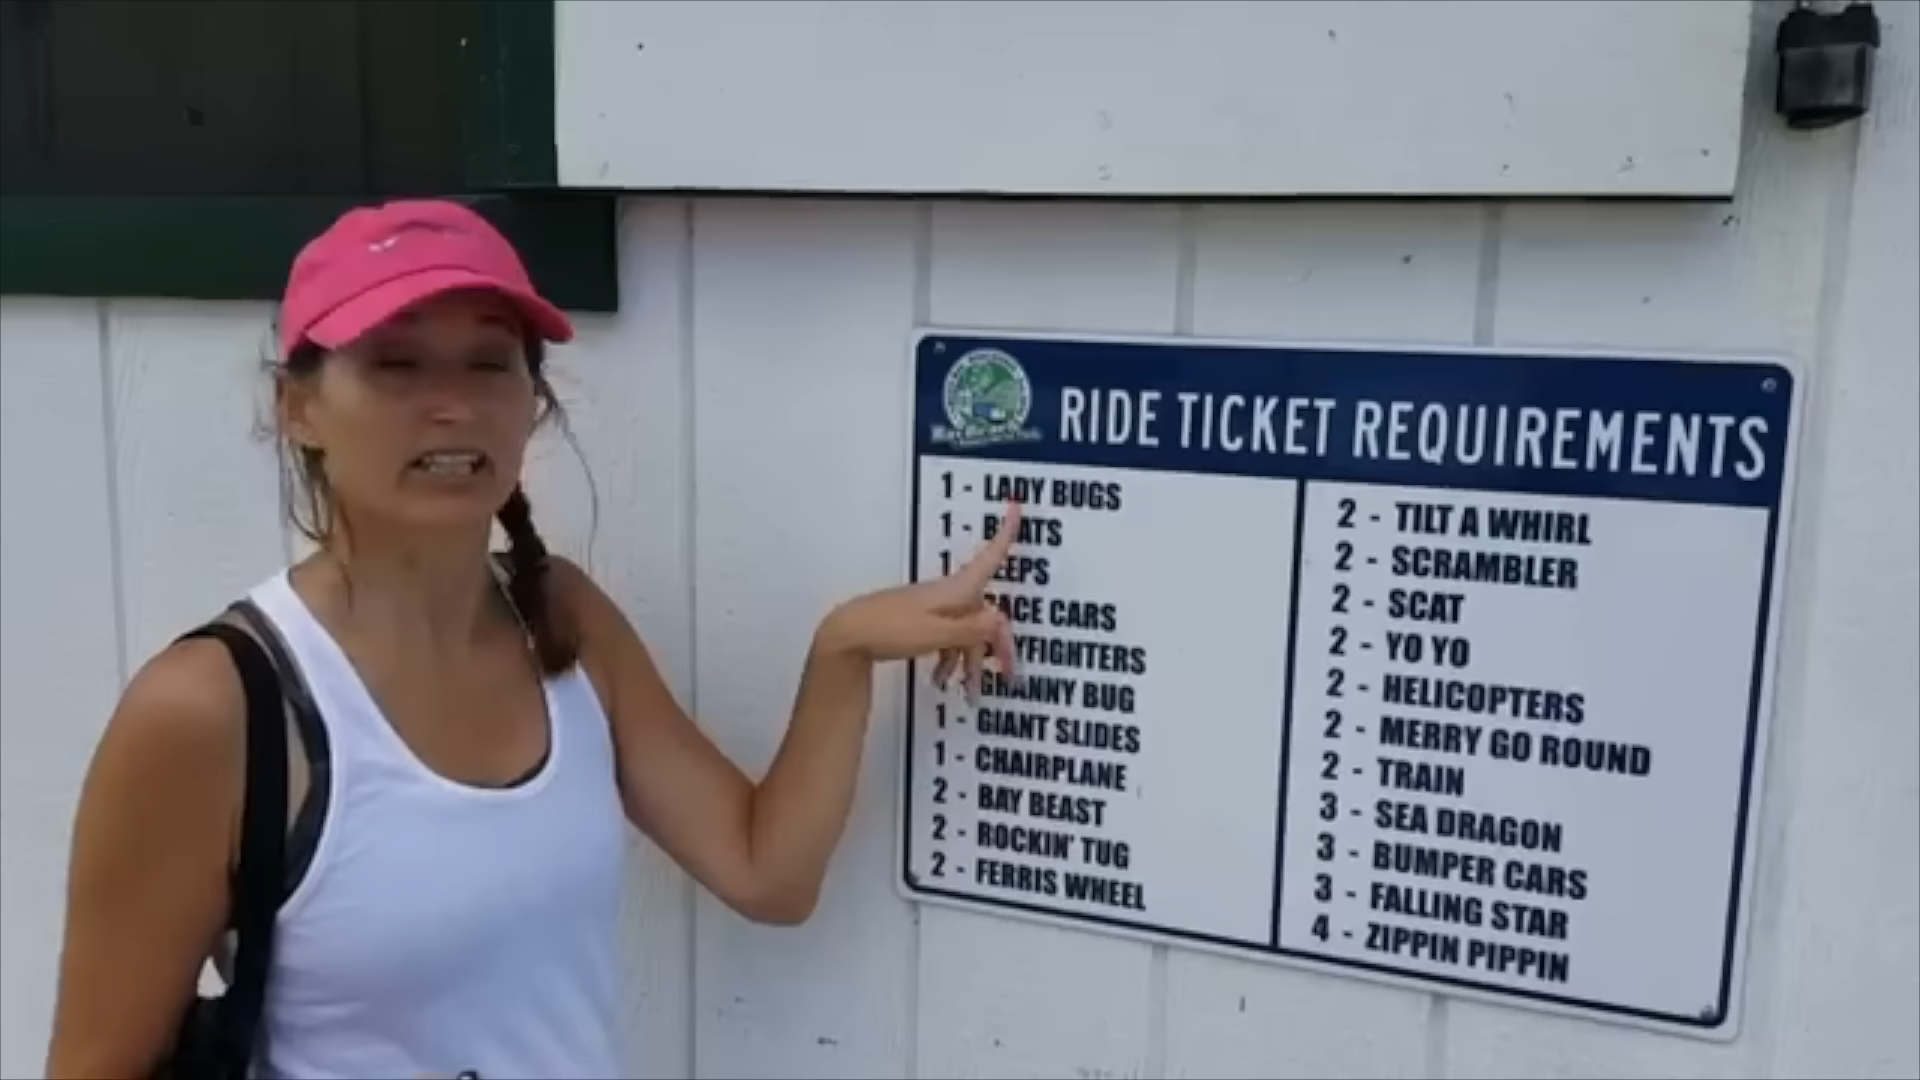 RIDE TICKET REQUIREMENTS
1 - LADY BUGS
1 - BOATS
1 - JEEPS
RACE CARS
SKYFIGHTERS
1 - GRANNY BUG
1 - GIANT SLIDES
1 - CHAIRPLANE
2 - BAY BEAST
2 - ROCKIN' TUG
2 - FERRIS WHEEL
2 - TILT A WHIRL
2 - SCRAMBLER
2 - SCAT
2 - YO YO
2 - HELICOPTERS
2 - MERRY GO ROUND
2 - TRAIN
3 - SEA DRAGON
3 - BUMPER CARS
3 - FALLING STAR
4 - ZIPPIN PIPPIN